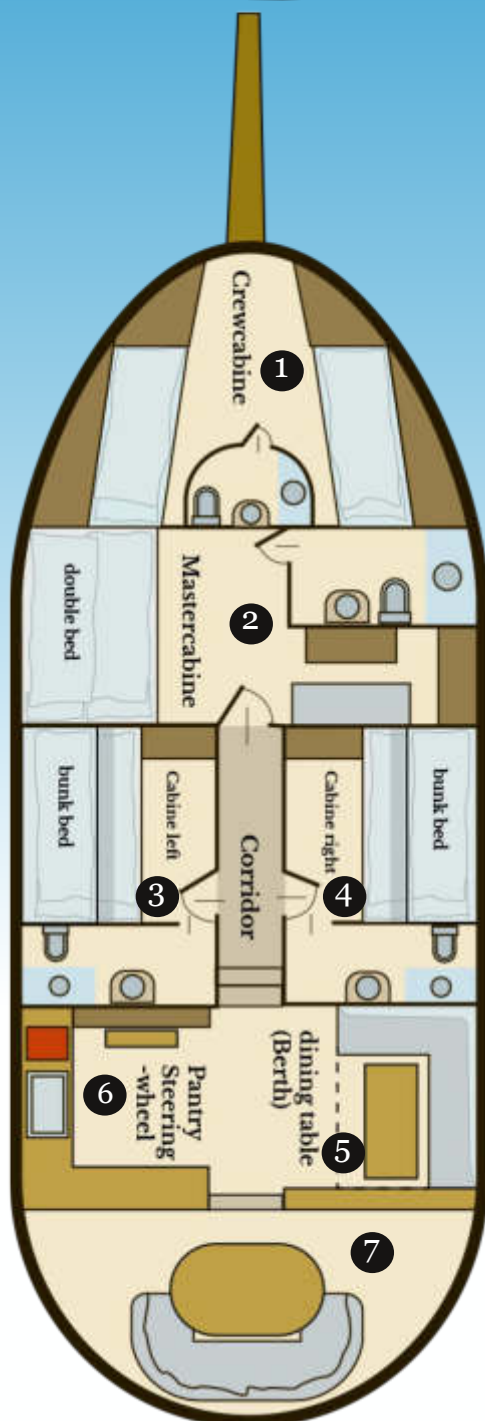 Crewcabine
1
double bed
Mastercabine
2
bunk bed
Cabine left
3
Corridor
Cabine right
4
bunk bed
6
Pantry
Steering
-wheel
dining table
(Berth)
5
7